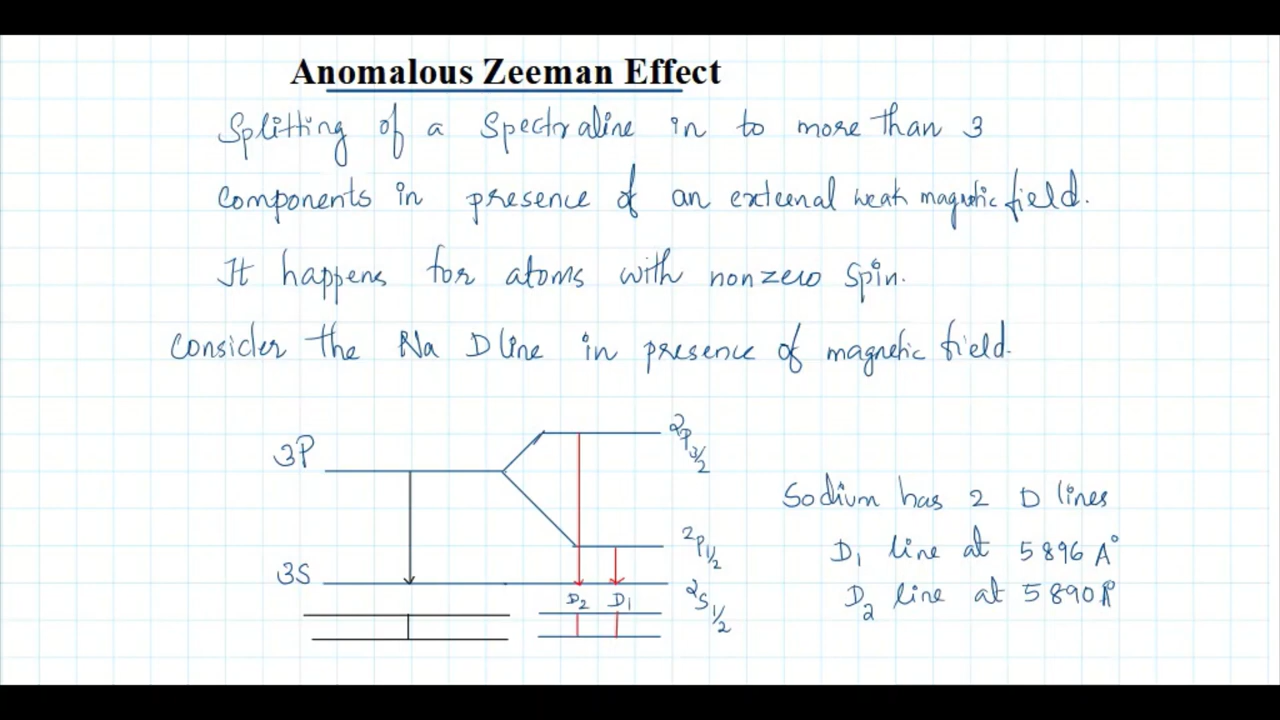 Anomalous Zeeman Effect
Splitting of a Spectraline in to more than 3
components in presence of an external weak magnetic field.
It happens for atoms with nonzero spin.
Consider the Na D line in presence of magnetic field.
3P
²P₃/₂
Sodium has 2 D lines
²P₁/₂
D₁ line at 5896 A°
3S
²S₁/₂
D₂ D₁
D₂ line at 5890 A°